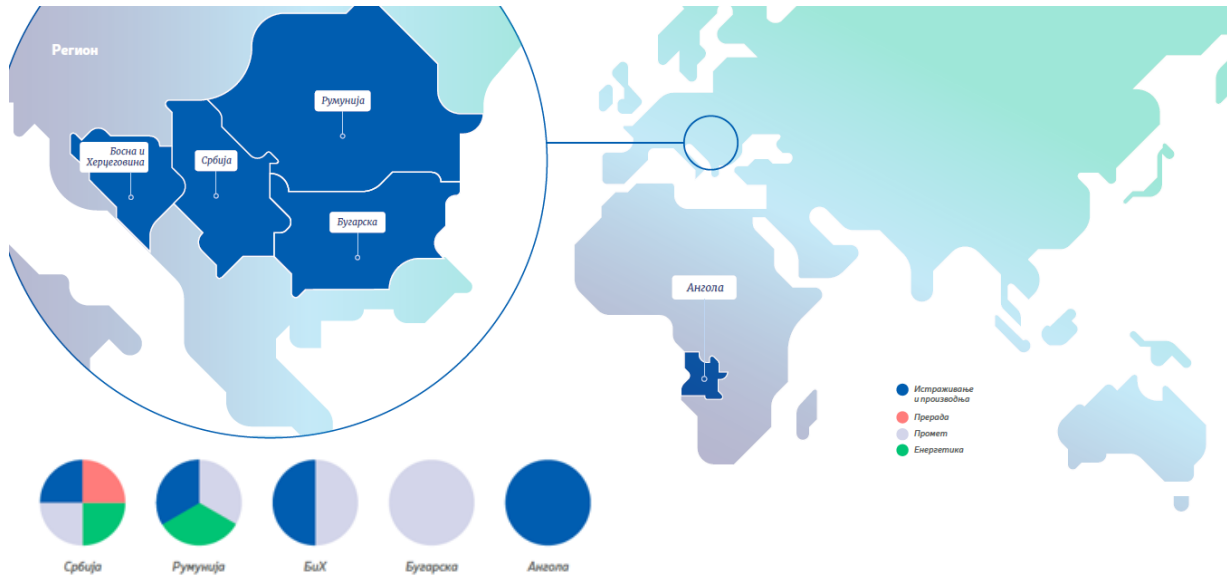 Регион
Румунија
Босна и
Херцеговина
Србија
Бугарска
Ангола
Истраживање
и производња
Прерада
Промет
Енергетика
Србија
Румунија
БиХ
Бугарска
Ангола